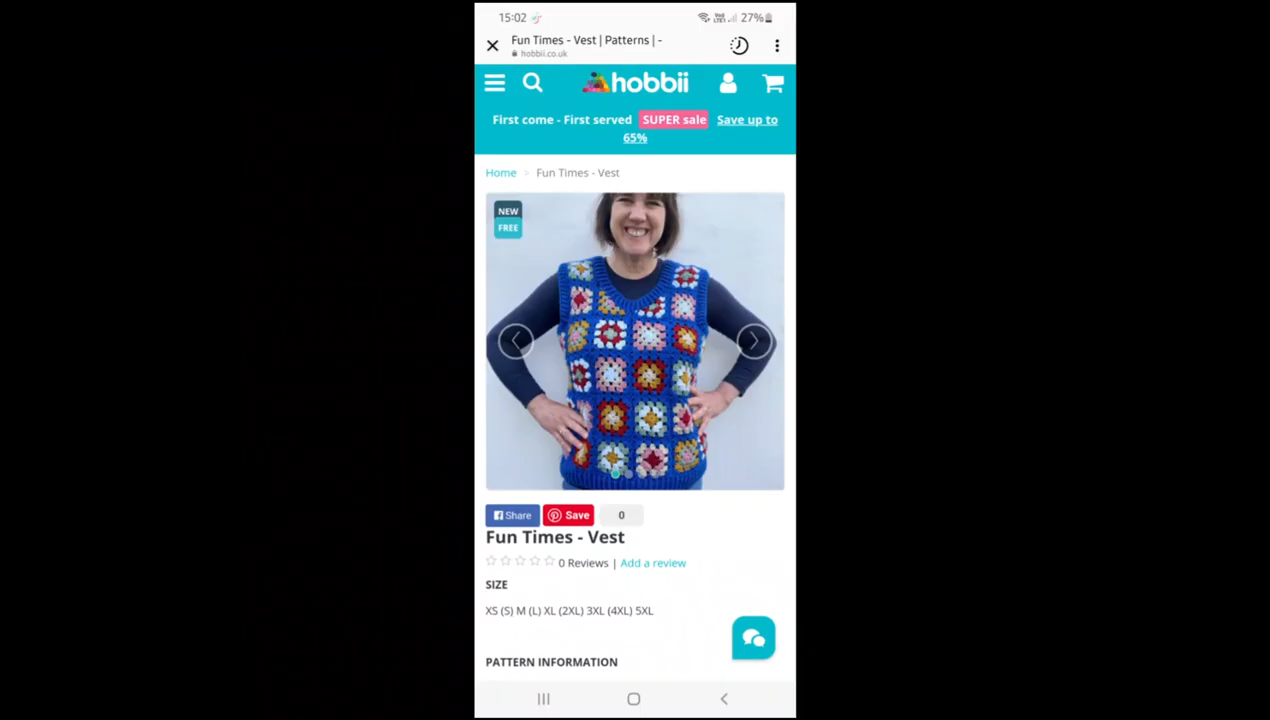 15:02 27%
Fun Times - Vest | Patterns | -
hobbii.co.uk
hobbii
First come - First served SUPER sale Save up to
65%
Home > Fun Times - Vest
NEW
FREE
Share Save 0
Fun Times - Vest
0 Reviews | Add a review
SIZE
XS (S) M (L) XL (2XL) 3XL (4XL) 5XL
PATTERN INFORMATION